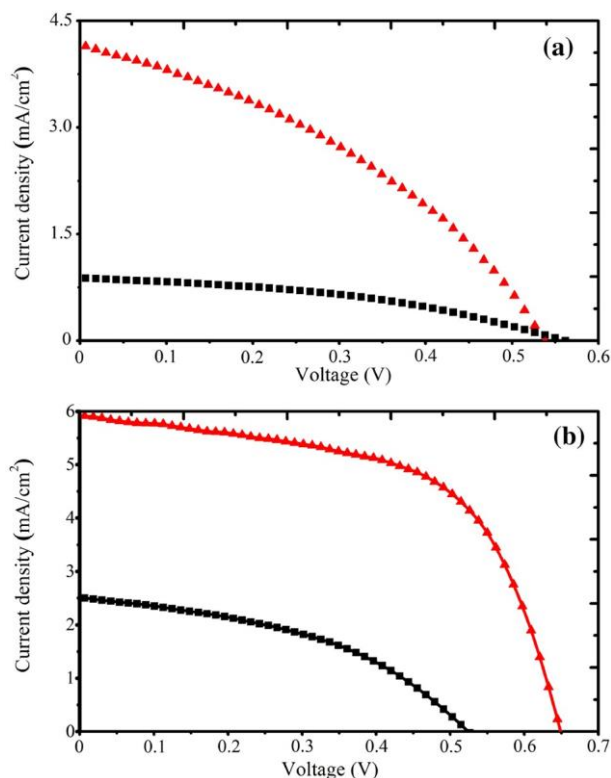 (a)
4.5
3.0
1.5
0
Current density (mA/cm²)
0 0.1 0.2 0.3 0.4 0.5 0.6
Voltage (V)
(b)
6
5
4
3
2
1
0
Current density (mA/cm²)
0 0.1 0.2 0.3 0.4 0.5 0.6 0.7
Voltage (V)